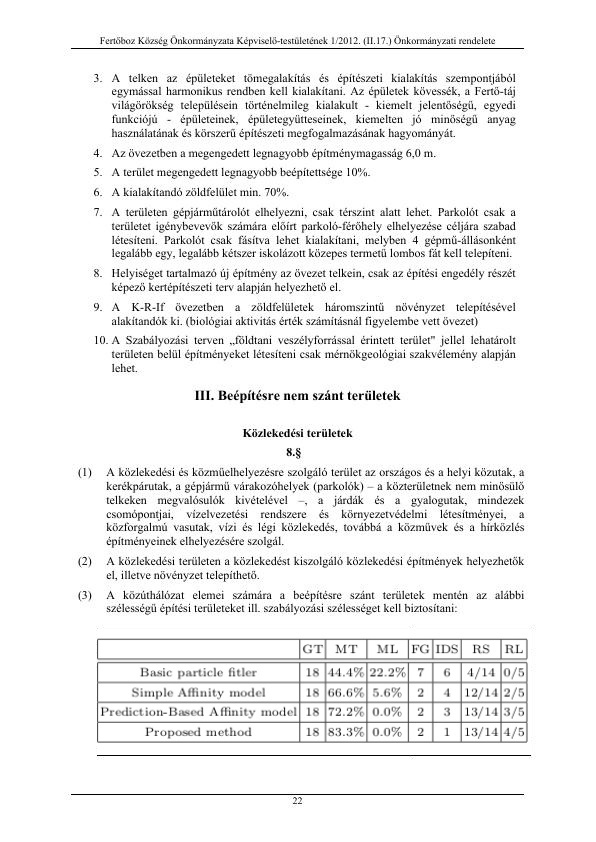 Fertőboz Község Önkormányzata Képviselő-testületének 1/2012. (II.17.) Önkormányzati rendelete
3. A telken az épületeket tömegalakítás és építészeti kialakítás szempontjából
egymással harmonikus rendben kell kialakítani. Az épületek kövessék, a Fertő-táj
világörökség településein történelmileg kialakult - kiemelt jelentőségű, egyedi
funkciójú - épületeinek, épületegyütteseinek, kiemelten jó minőségű anyag
használatának és korszerű építészeti megfogalmazásának hagyományát.
4. Az övezetben a megengedett legnagyobb építménymagasság 6,0 m.
5. A terület megengedett legnagyobb beépítettsége 10%.
6. A kialakítandó zöldfelület min. 70%.
7. A területen gépjárműtárolót elhelyezni, csak térszint alatt lehet. Parkolót csak a
területet igénybevevők számára előírt parkoló-férőhely elhelyezése céljára szabad
létesíteni. Parkolót csak fásítva lehet kialakítani, melyben 4 gépmű-állásonként
legalább egy, legalább kétszer iskolázott közepes termetű lombos fát kell telepíteni.
8. Helyiséget tartalmazó új építmény az övezet telkein, csak az építési engedély részét
képező kertépítészeti terv alapján helyezhető el.
9. A K-R-If övezetben a zöldfelületek háromszintű növényzet telepítésével
alakítandók ki. (biológiai aktivitás érték számításnál figyelembe vett övezet)
10. A Szabályozási terven „földtani veszélyforrással érintett terület" jellel lehatárolt
területen belül építményeket létesíteni csak mérnökgeológiai szakvélemény alapján
lehet.
III. Beépítésre nem szánt területek
Közlekedési területek
8.§
(1) A közlekedési és közműelhelyezésre szolgáló terület az országos és a helyi közutak, a
kerékpárutak, a gépjármű várakozóhelyek (parkolók) – a közterületnek nem minősülő
telkeken megvalósulók kivételével –, a járdák és a gyalogutak, mindezek
csomópontjai, vízelvezetési rendszere és környezetvédelmi létesítményei, a
közforgalmú vasutak, vízi és légi közlekedés, továbbá a közművek és a hírközlés
építményeinek elhelyezésére szolgál.
(2) A közlekedési területen a közlekedést kiszolgáló közlekedési építmények helyezhetők
el, illetve növényzet telepíthető.
(3) A közúthálózat elemei számára a beépítésre szánt területek mentén az alábbi
szélességű építési területeket ill. szabályozási szélességet kell biztosítani:
GT MT ML FG IDS RS RL
Basic particle fitler 18 44.4% 22.2% 7 6 4/14 0/5
Simple Affinity model 18 66.6% 5.6% 2 4 12/14 2/5
Prediction-Based Affinity model 18 72.2% 0.0% 2 3 13/14 3/5
Proposed method 18 83.3% 0.0% 2 1 13/14 4/5
22